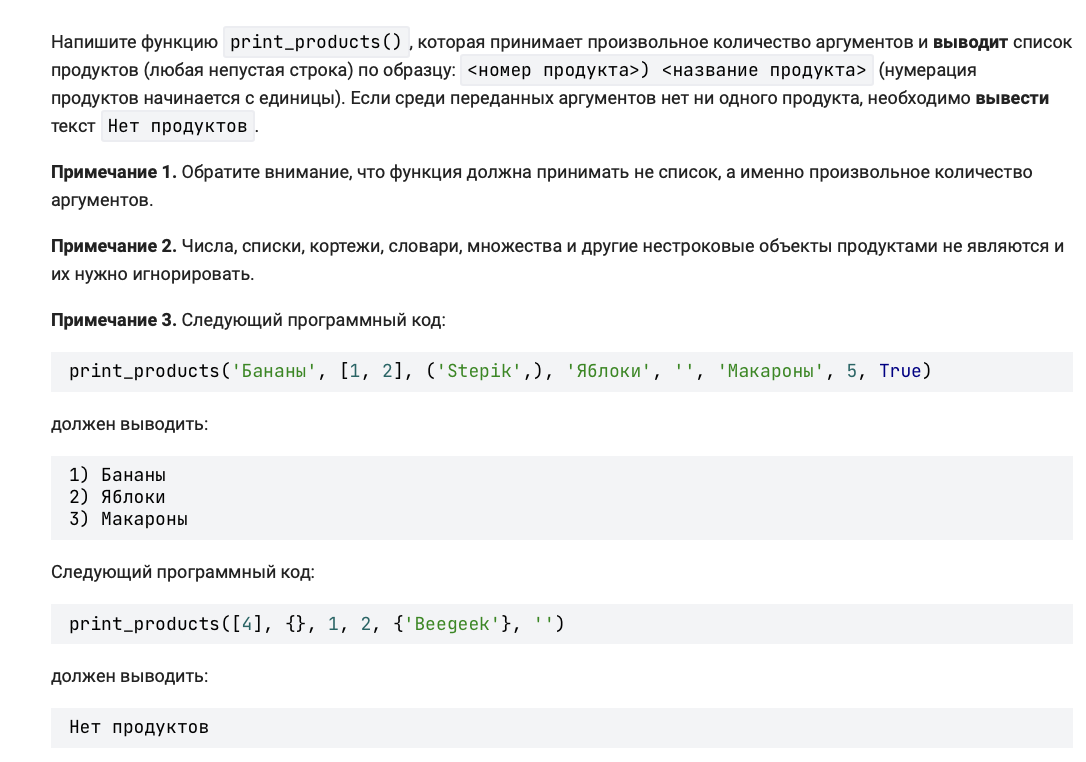 Напишите функцию print_products() , которая принимает произвольное количество аргументов и выводит список
продуктов (любая непустая строка) по образцу: <номер продукта>) <название продукта> (нумерация
продуктов начинается с единицы). Если среди переданных аргументов нет ни одного продукта, необходимо вывести
текст Нет продуктов .
Примечание 1. Обратите внимание, что функция должна принимать не список, а именно произвольное количество
аргументов.
Примечание 2. Числа, списки, кортежи, словари, множества и другие нестроковые объекты продуктами не являются и
их нужно игнорировать.
Примечание 3. Следующий программный код:
print_products('Бананы', [1, 2], ('Stepik',), 'Яблоки', '', 'Макароны', 5, True)
должен выводить:
1) Бананы
2) Яблоки
3) Макароны
Следующий программный код:
print_products([4], {}, 1, 2, {'Beegeek'}, '')
должен выводить:
Нет продуктов